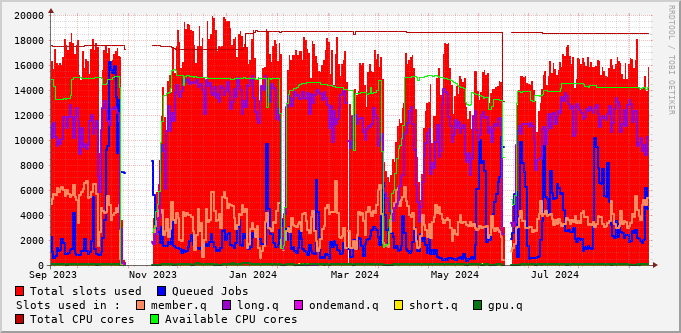 20000
18000
16000
14000
12000
10000
8000
6000
4000
2000
0
Sep 2023 Nov 2023 Jan 2024 Mar 2024 May 2024 Jul 2024
RRDTOOL / TOBI OETIKER
Total slots used Queued Jobs
Slots used in : member.q long.q ondemand.q short.q gpu.q
Total CPU cores Available CPU cores